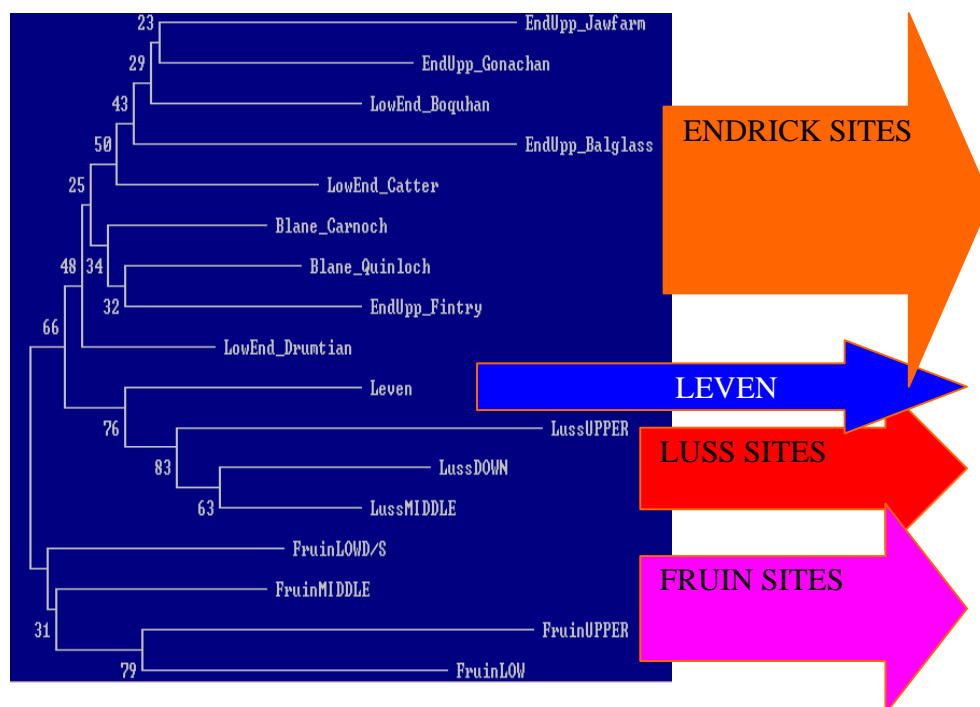 23
EndUpp_Jawfarm
29
EndUpp_Gonachan
43
LowEnd_Boquhan
ENDRICK SITES
50
EndUpp_Balglass
25
LowEnd_Catter
Blane_Carnoch
48
34
Blane_Quinloch
32
EndUpp_Fintry
66
LowEnd_Drumtian
Leven
LEVEN
76
LussUPPER
LUSS SITES
83
LussDOWN
63
LussMIDDLE
FruinLOWD/S
FruinMIDDLE
FRUIN SITES
31
FruinUPPER
79
FruinLOW